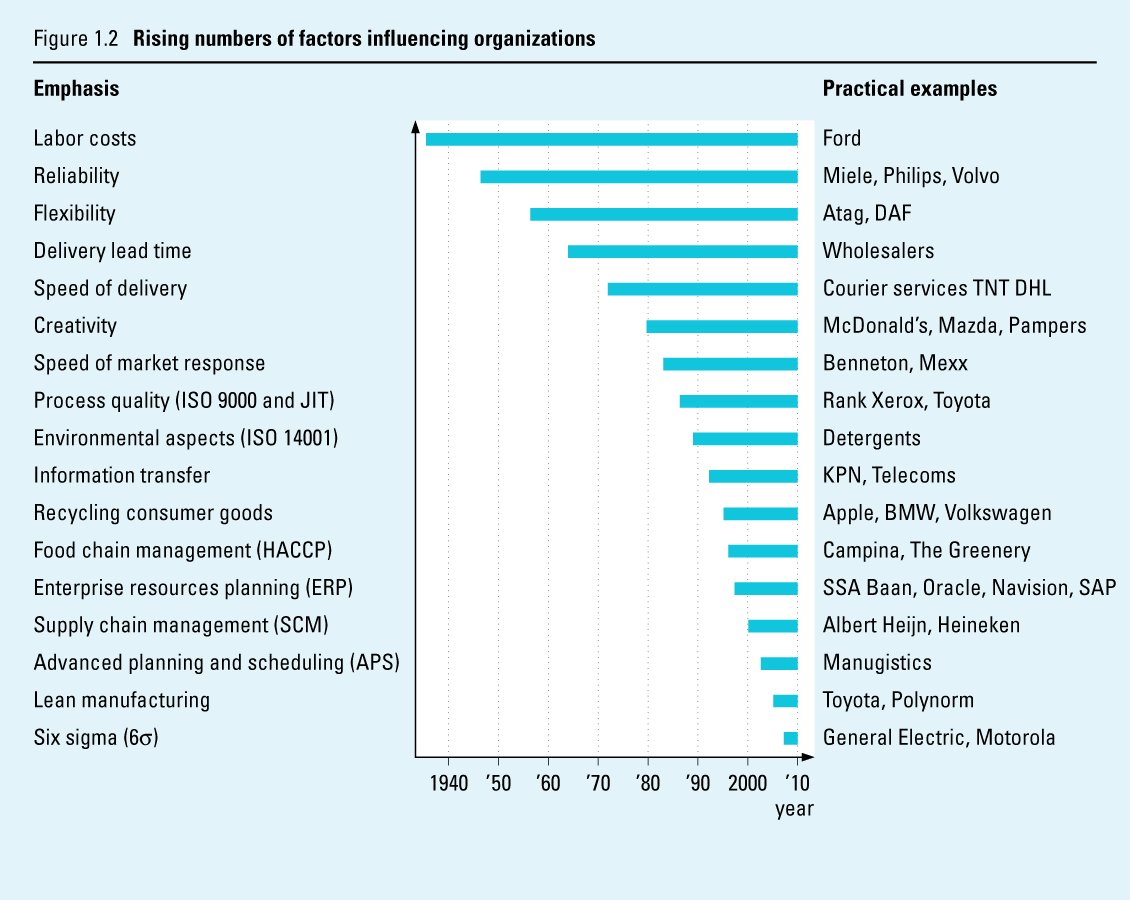 Figure 1.2 Rising numbers of factors influencing organizations
Emphasis Practical examples
Labor costs Ford
Reliability Miele, Philips, Volvo
Flexibility Atag, DAF
Delivery lead time Wholesalers
Speed of delivery Courier services TNT DHL
Creativity McDonald's, Mazda, Pampers
Speed of market response Benneton, Mexx
Process quality (ISO 9000 and JIT) Rank Xerox, Toyota
Environmental aspects (ISO 14001) Detergents
Information transfer KPN, Telecoms
Recycling consumer goods Apple, BMW, Volkswagen
Food chain management (HACCP) Campina, The Greenery
Enterprise resources planning (ERP) SSA Baan, Oracle, Navision, SAP
Supply chain management (SCM) Albert Heijn, Heineken
Advanced planning and scheduling (APS) Manugistics
Lean manufacturing Toyota, Polynorm
Six sigma (6σ) General Electric, Motorola
1940 '50 '60 '70 '80 '90 2000 '10
year